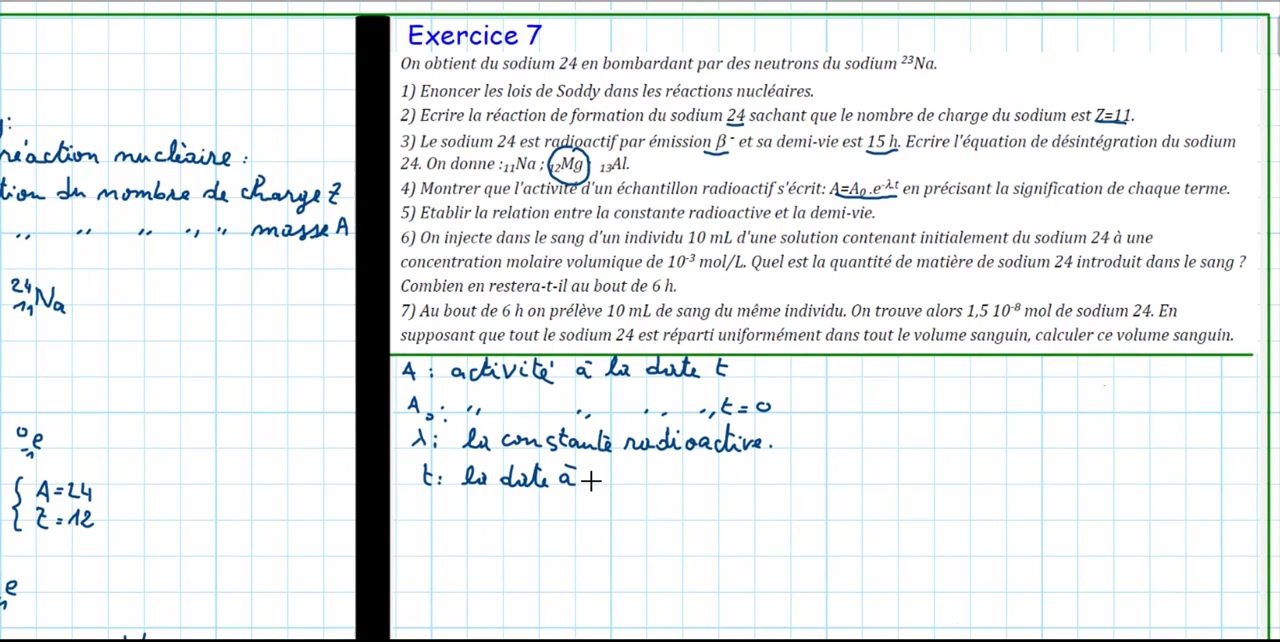 Exercice 7
On obtient du sodium 24 en bombardant par des neutrons du sodium ²³Na.
1) Enoncer les lois de Soddy dans les réactions nucléaires.
2) Ecrire la réaction de formation du sodium 24 sachant que le nombre de charge du sodium est Z=11.
3) Le sodium 24 est radioactif par émission β⁻ et sa demi-vie est 15 h. Ecrire l'équation de désintégration du sodium
24. On donne :₁₁Na ; ₁₂Mg ; ₁₃Al.
4) Montrer que l'activité d'un échantillon radioactif s'écrit: A=A₀.e^-λt en précisant la signification de chaque terme.
5) Etablir la relation entre la constante radioactive et la demi-vie.
6) On injecte dans le sang d'un individu 10 mL d'une solution contenant initialement du sodium 24 à une
concentration molaire volumique de 10⁻³ mol/L. Quel est la quantité de matière de sodium 24 introduit dans le sang ?
Combien en restera-t-il au bout de 6 h.
7) Au bout de 6 h on prélève 10 mL de sang du même individu. On trouve alors 1,5 10⁻⁸ mol de sodium 24. En
supposant que tout le sodium 24 est réparti uniformément dans tout le volume sanguin, calculer ce volume sanguin.
réaction nucléaire :
tion du nombre de charge Z
,, ,, ,, ,, ,, masse A
²⁴₁₁Na
⁰₋₁e
{ A=24
{ Z=12
e
A : activité à la date t
A₀: ,, ,, ,, ,, t=0
λ: la constante radioactive.
t: la date à